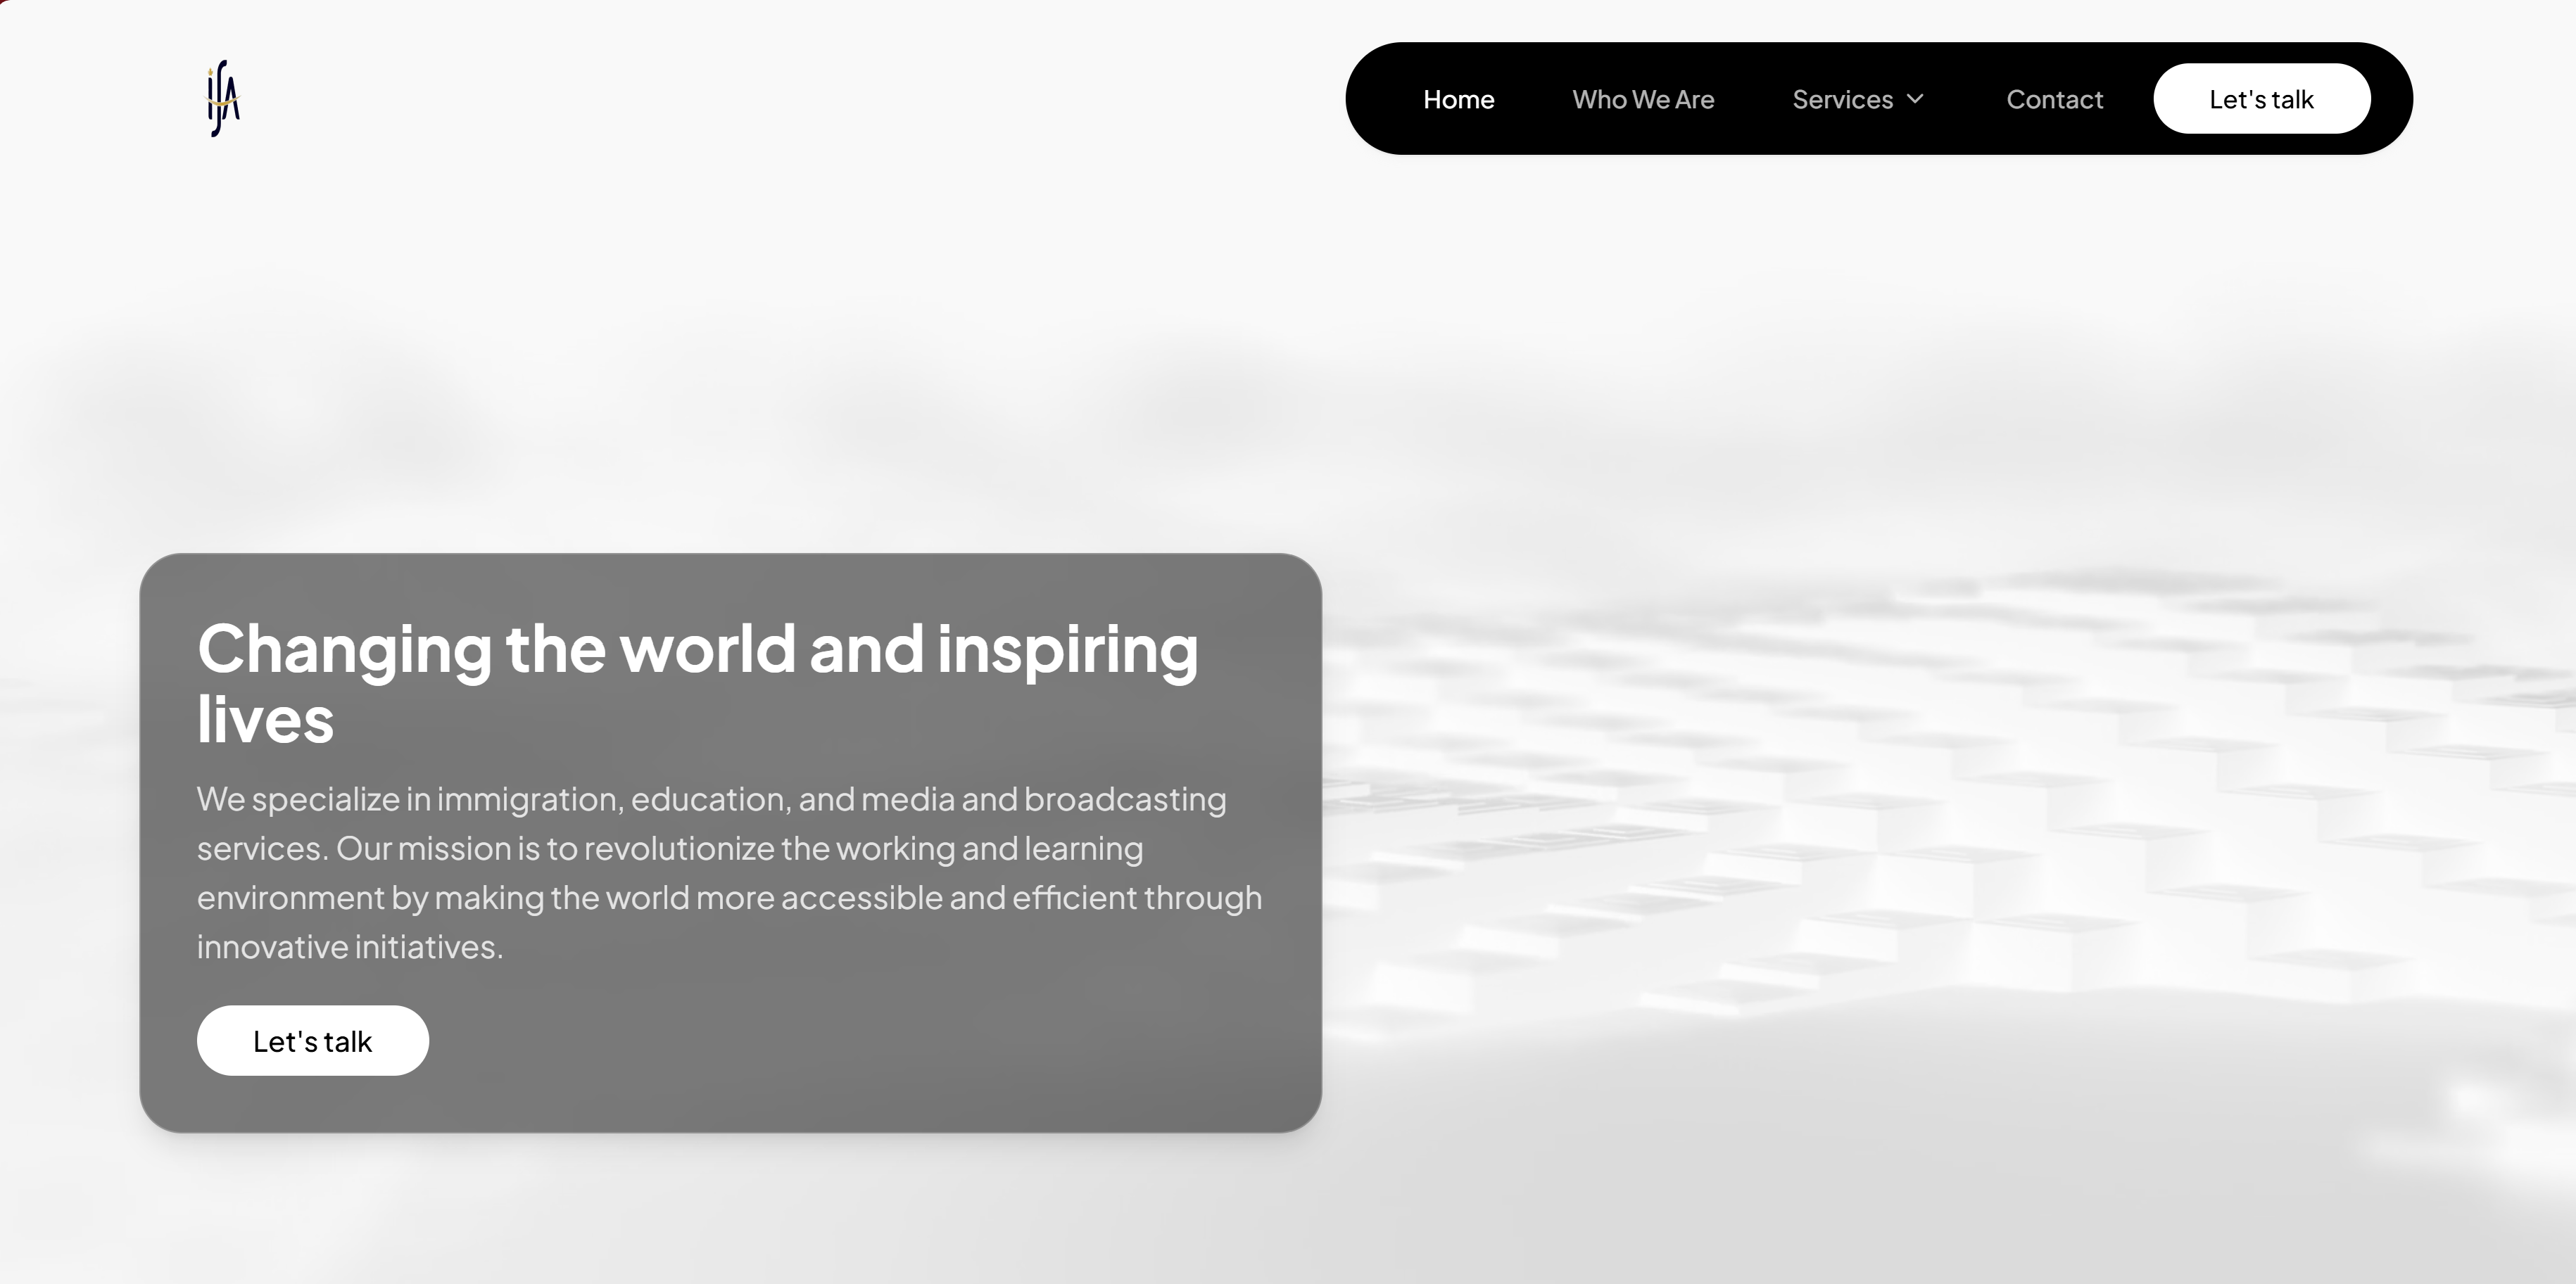 IJA
Home Who We Are Services Contact Let's talk
Changing the world and inspiring
lives
We specialize in immigration, education, and media and broadcasting
services. Our mission is to revolutionize the working and learning
environment by making the world more accessible and efficient through
innovative initiatives.
Let's talk